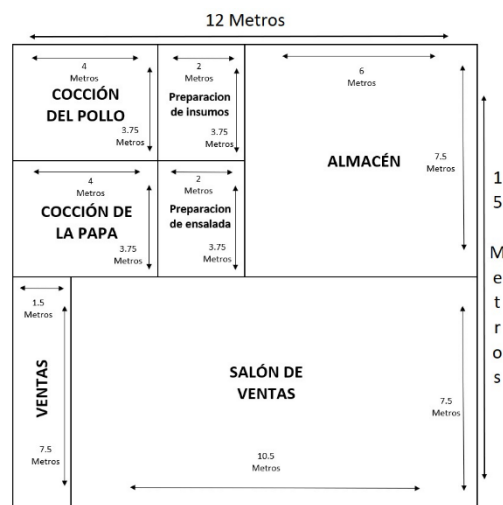 12 Metros
4
Metros
COCCIÓN
DEL POLLO
3.75
Metros
2
Metros
Preparacion
de insumos
3.75
Metros
6
Metros
ALMACÉN
7.5
Metros
4
Metros
COCCIÓN DE
LA PAPA
3.75
Metros
2
Metros
Preparacion
de ensalada
3.75
Metros
15 Metros
1.5
Metros
VENTAS
7.5
Metros
SALÓN DE
VENTAS
7.5
Metros
10.5
Metros